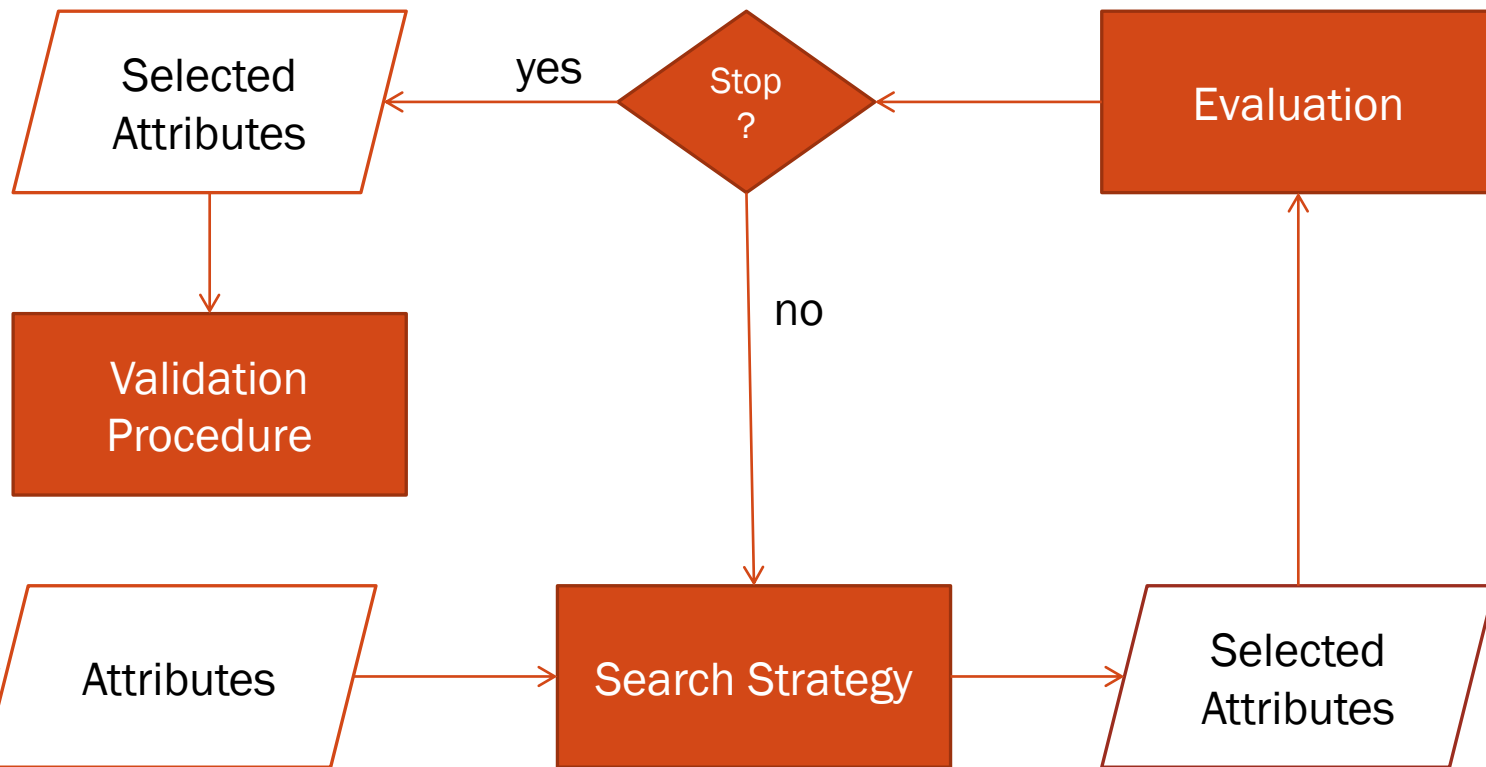 Selected
Attributes
yes
Stop
?
Evaluation
no
Validation
Procedure
Attributes
Search Strategy
Selected
Attributes